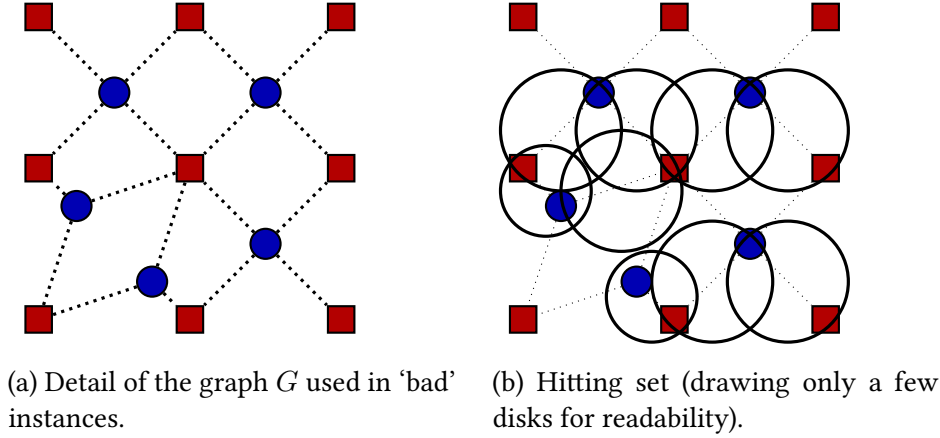 (a) Detail of the graph G used in ‘bad’
instances.
(b) Hitting set (drawing only a few
disks for readability).